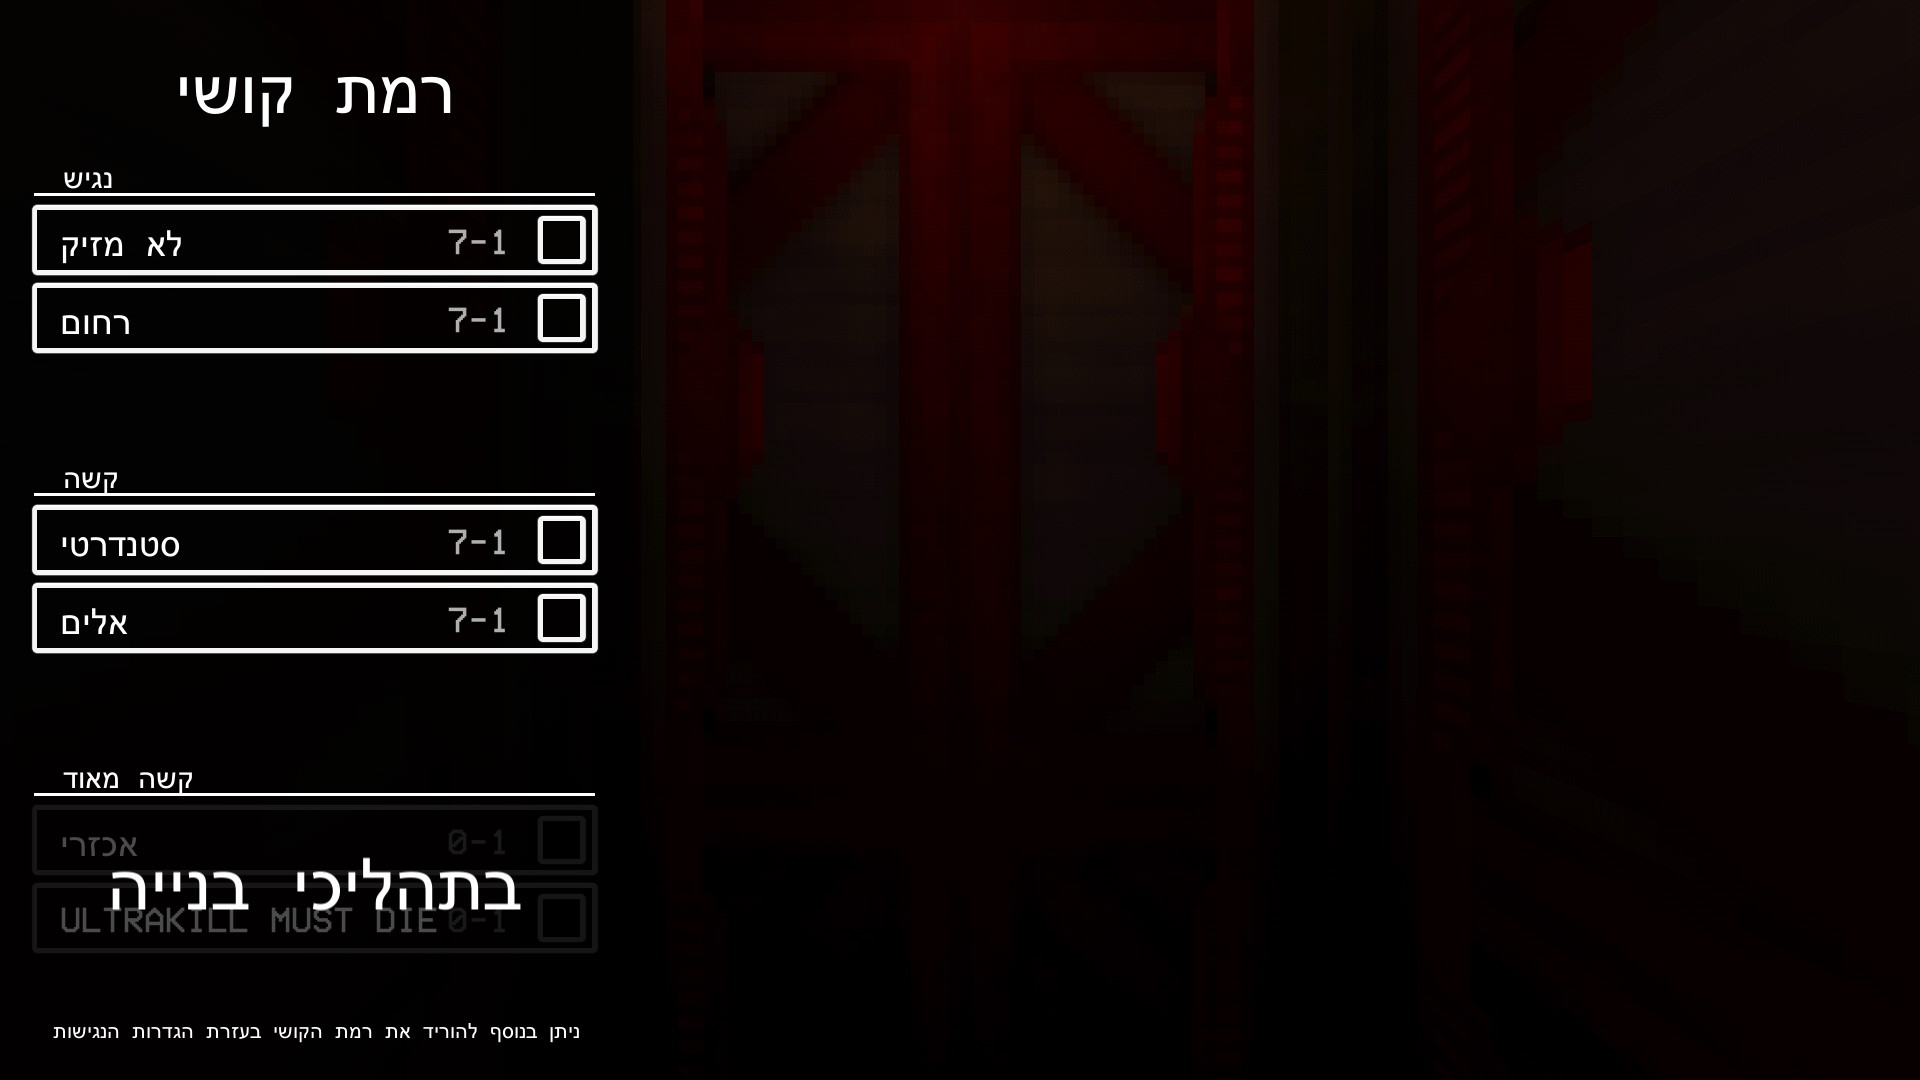 רמת קושי
נגיש
לא מזיק 7-1
רחום 7-1
קשה
סטנדרטי 7-1
אלים 7-1
קשה מאוד
אכזרי 0-1
בתהליכי בנייה
ULTRAKILL MUST DIE 0-1
ניתן בנוסף להוריד את רמת הקושי בעזרת הגדרות הנגישות